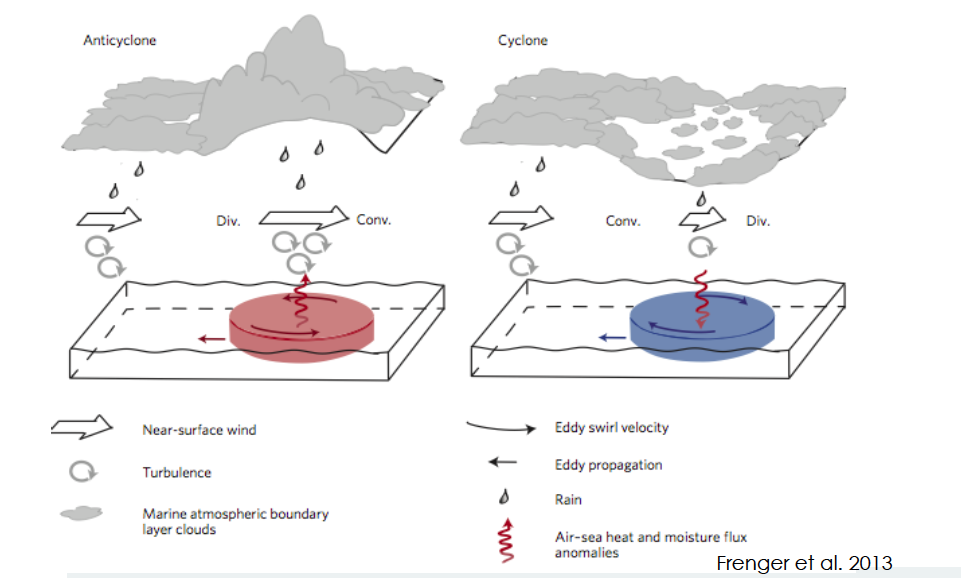 Anticyclone
Cyclone
Div.
Conv.
Conv.
Div.
Near-surface wind
Turbulence
Marine atmospheric boundary
layer clouds
Eddy swirl velocity
Eddy propagation
Rain
Air–sea heat and moisture flux
anomalies
Frenger et al. 2013